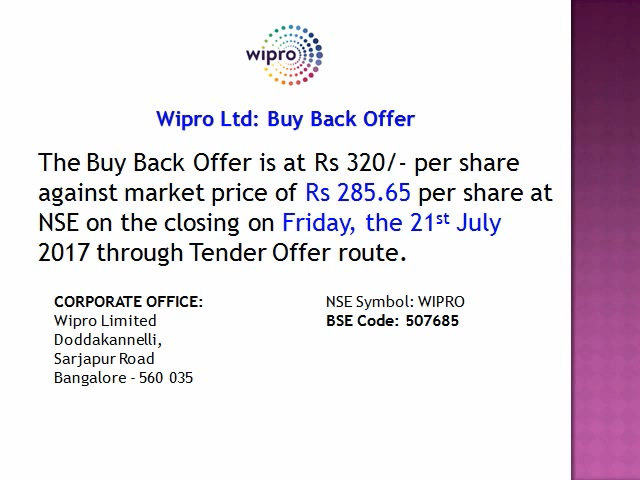 wipro
Wipro Ltd: Buy Back Offer
The Buy Back Offer is at Rs 320/- per share
against market price of Rs 285.65 per share at
NSE on the closing on Friday, the 21st July
2017 through Tender Offer route.
CORPORATE OFFICE:
Wipro Limited
Doddakannelli,
Sarjapur Road
Bangalore - 560 035
NSE Symbol: WIPRO
BSE Code: 507685